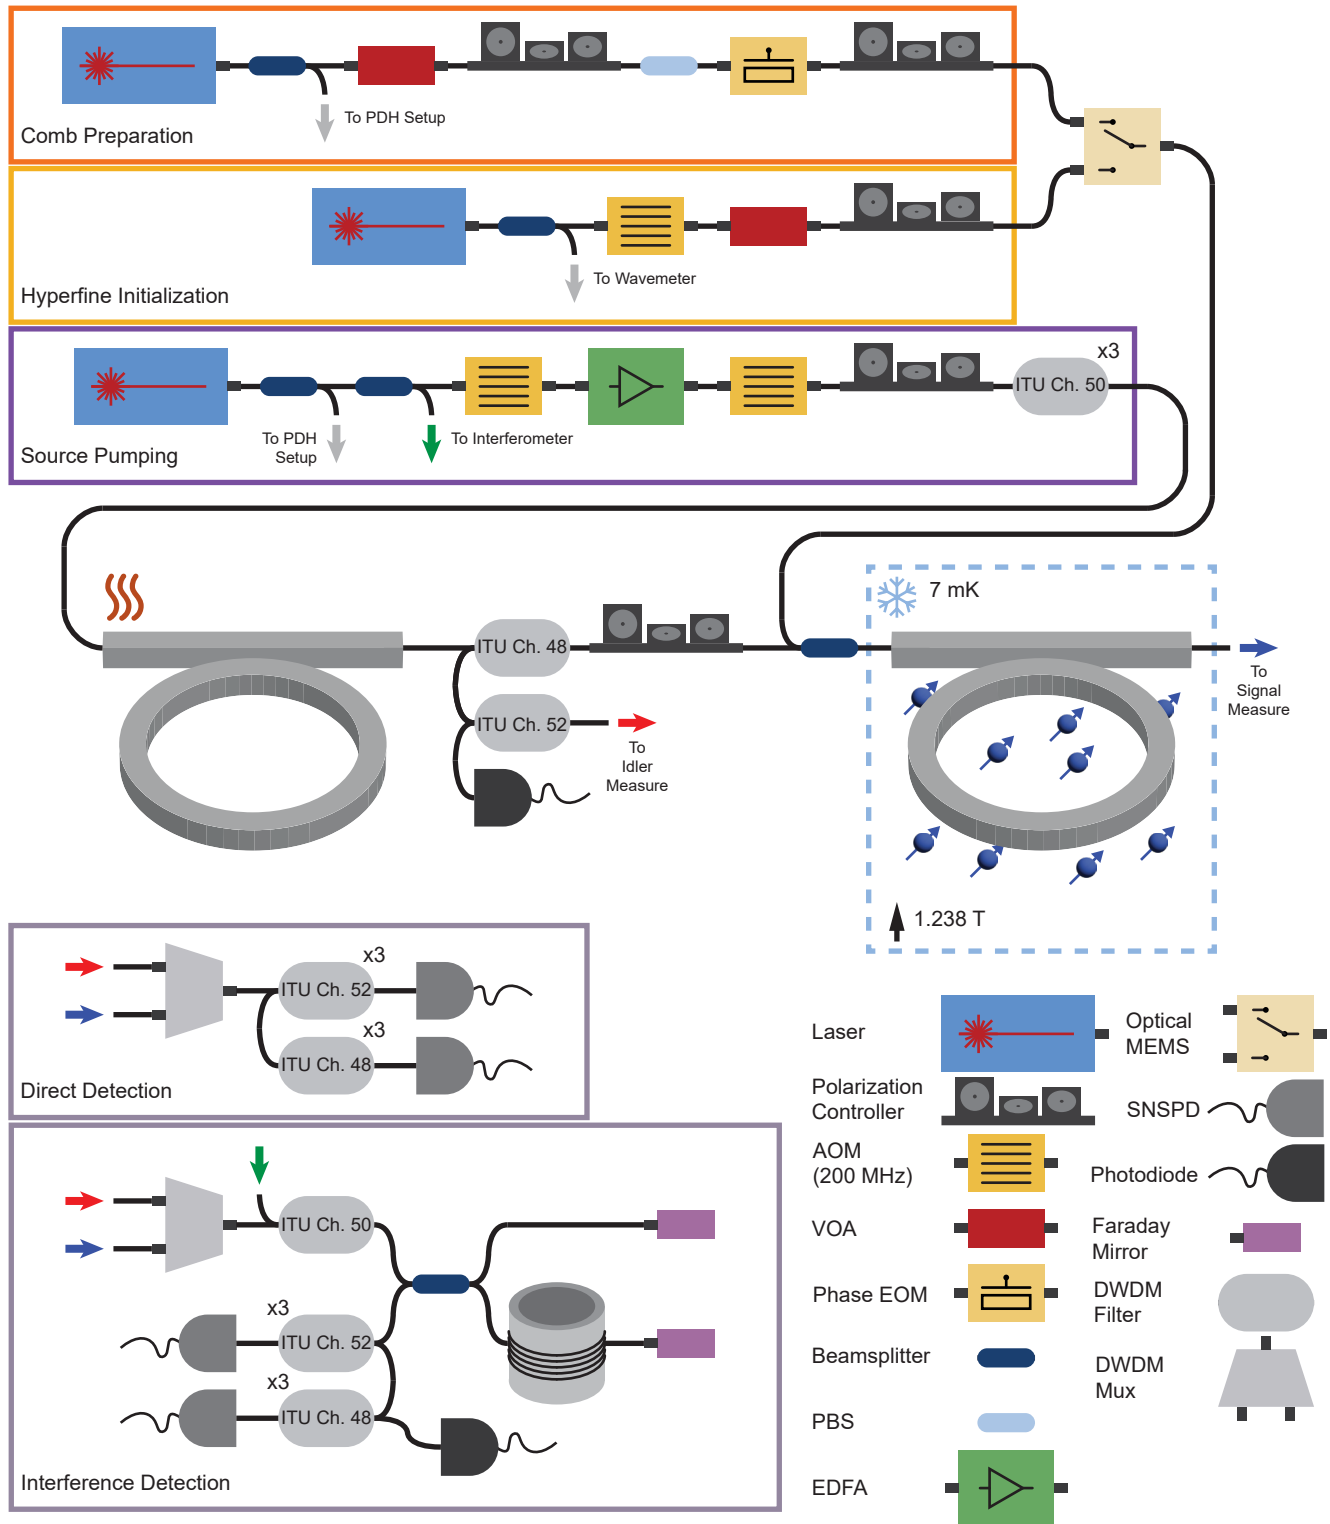 To PDH Setup
Comb Preparation
To Wavemeter
Hyperfine Initialization
x3
ITU Ch. 50
To PDH
Setup
To Interferometer
Source Pumping
7 mK
ITU Ch. 48
To
Signal
Measure
ITU Ch. 52
To
Idler
Measure
1.238 T
x3
ITU Ch. 52
x3
ITU Ch. 48
Direct Detection
ITU Ch. 50
x3
ITU Ch. 52
x3
ITU Ch. 48
Interference Detection
Laser
Optical
MEMS
Polarization
Controller
SNSPD
AOM
(200 MHz)
Photodiode
VOA
Faraday
Mirror
Phase EOM
DWDM
Filter
Beamsplitter
DWDM
Mux
PBS
EDFA